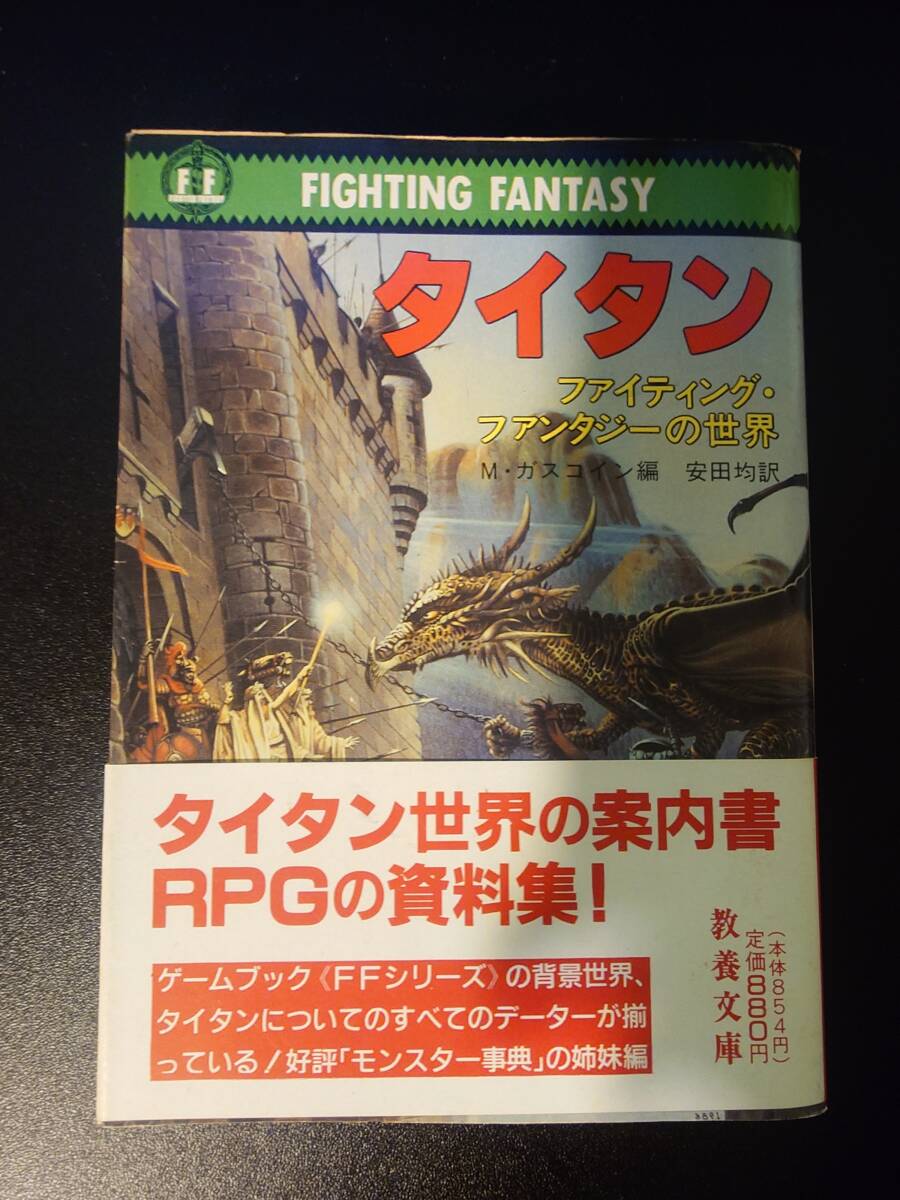 FF
FIGHTING FANTASY
タイタン
ファイティング・
ファンタジーの世界
M・ガスコイン編 安田均訳
タイタン世界の案内書
RPGの資料集!
ゲームブック《FFシリーズ》の背景世界、
タイタンについてのすべてのデーターが揃
っている!好評「モンスター事典」の姉妹編
教養文庫
定価880円
(本体854円)